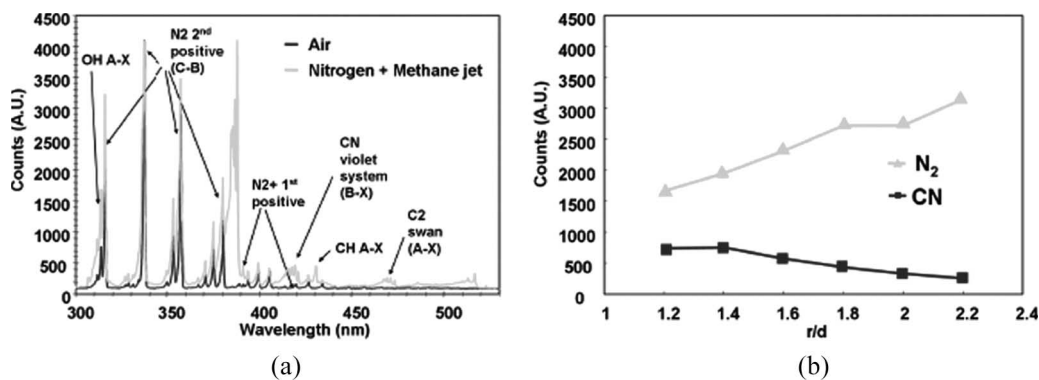 4500
4000
3500
3000
2500
2000
1500
1000
500
0
Counts (A.U.)
300
350
400
450
500
Wavelength (nm)
OH A-X
N2 2nd
positive
(C-B)
Air
Nitrogen + Methane jet
CN
violet
system
(B-X)
N2+ 1st
positive
CH A-X
C2
swan
(A-X)
(a)
4500
4000
3500
3000
2500
2000
1500
1000
500
0
Counts (A.U.)
N2
CN
1
1.2
1.4
1.6
1.8
2
2.2
2.4
r/d
(b)